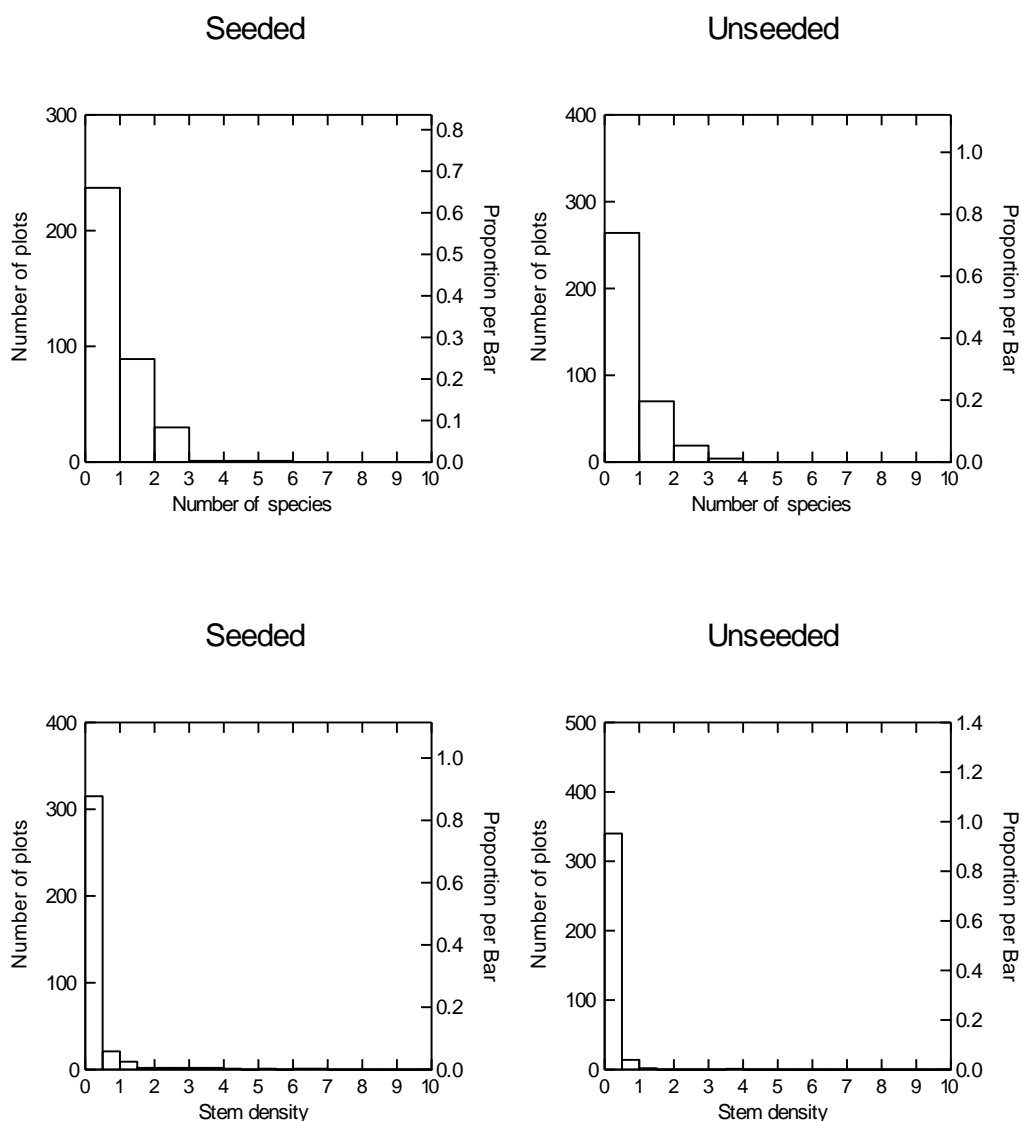 Seeded
Unseeded
300
200
100
0
Number of plots
0.8
0.7
0.6
0.5
0.4
0.3
0.2
0.1
0.0
Proportion per Bar
0 1 2 3 4 5 6 7 8 9 10
Number of species
400
300
200
100
0
Number of plots
1.0
0.8
0.6
0.4
0.2
0.0
Proportion per Bar
0 1 2 3 4 5 6 7 8 9 10
Number of species
Seeded
Unseeded
400
300
200
100
0
Number of plots
1.0
0.8
0.6
0.4
0.2
0.0
Proportion per Bar
0 1 2 3 4 5 6 7 8 9 10
Stem density
500
400
300
200
100
0
Number of plots
1.4
1.2
1.0
0.8
0.6
0.4
0.2
0.0
Proportion per Bar
0 1 2 3 4 5 6 7 8 9 10
Stem density